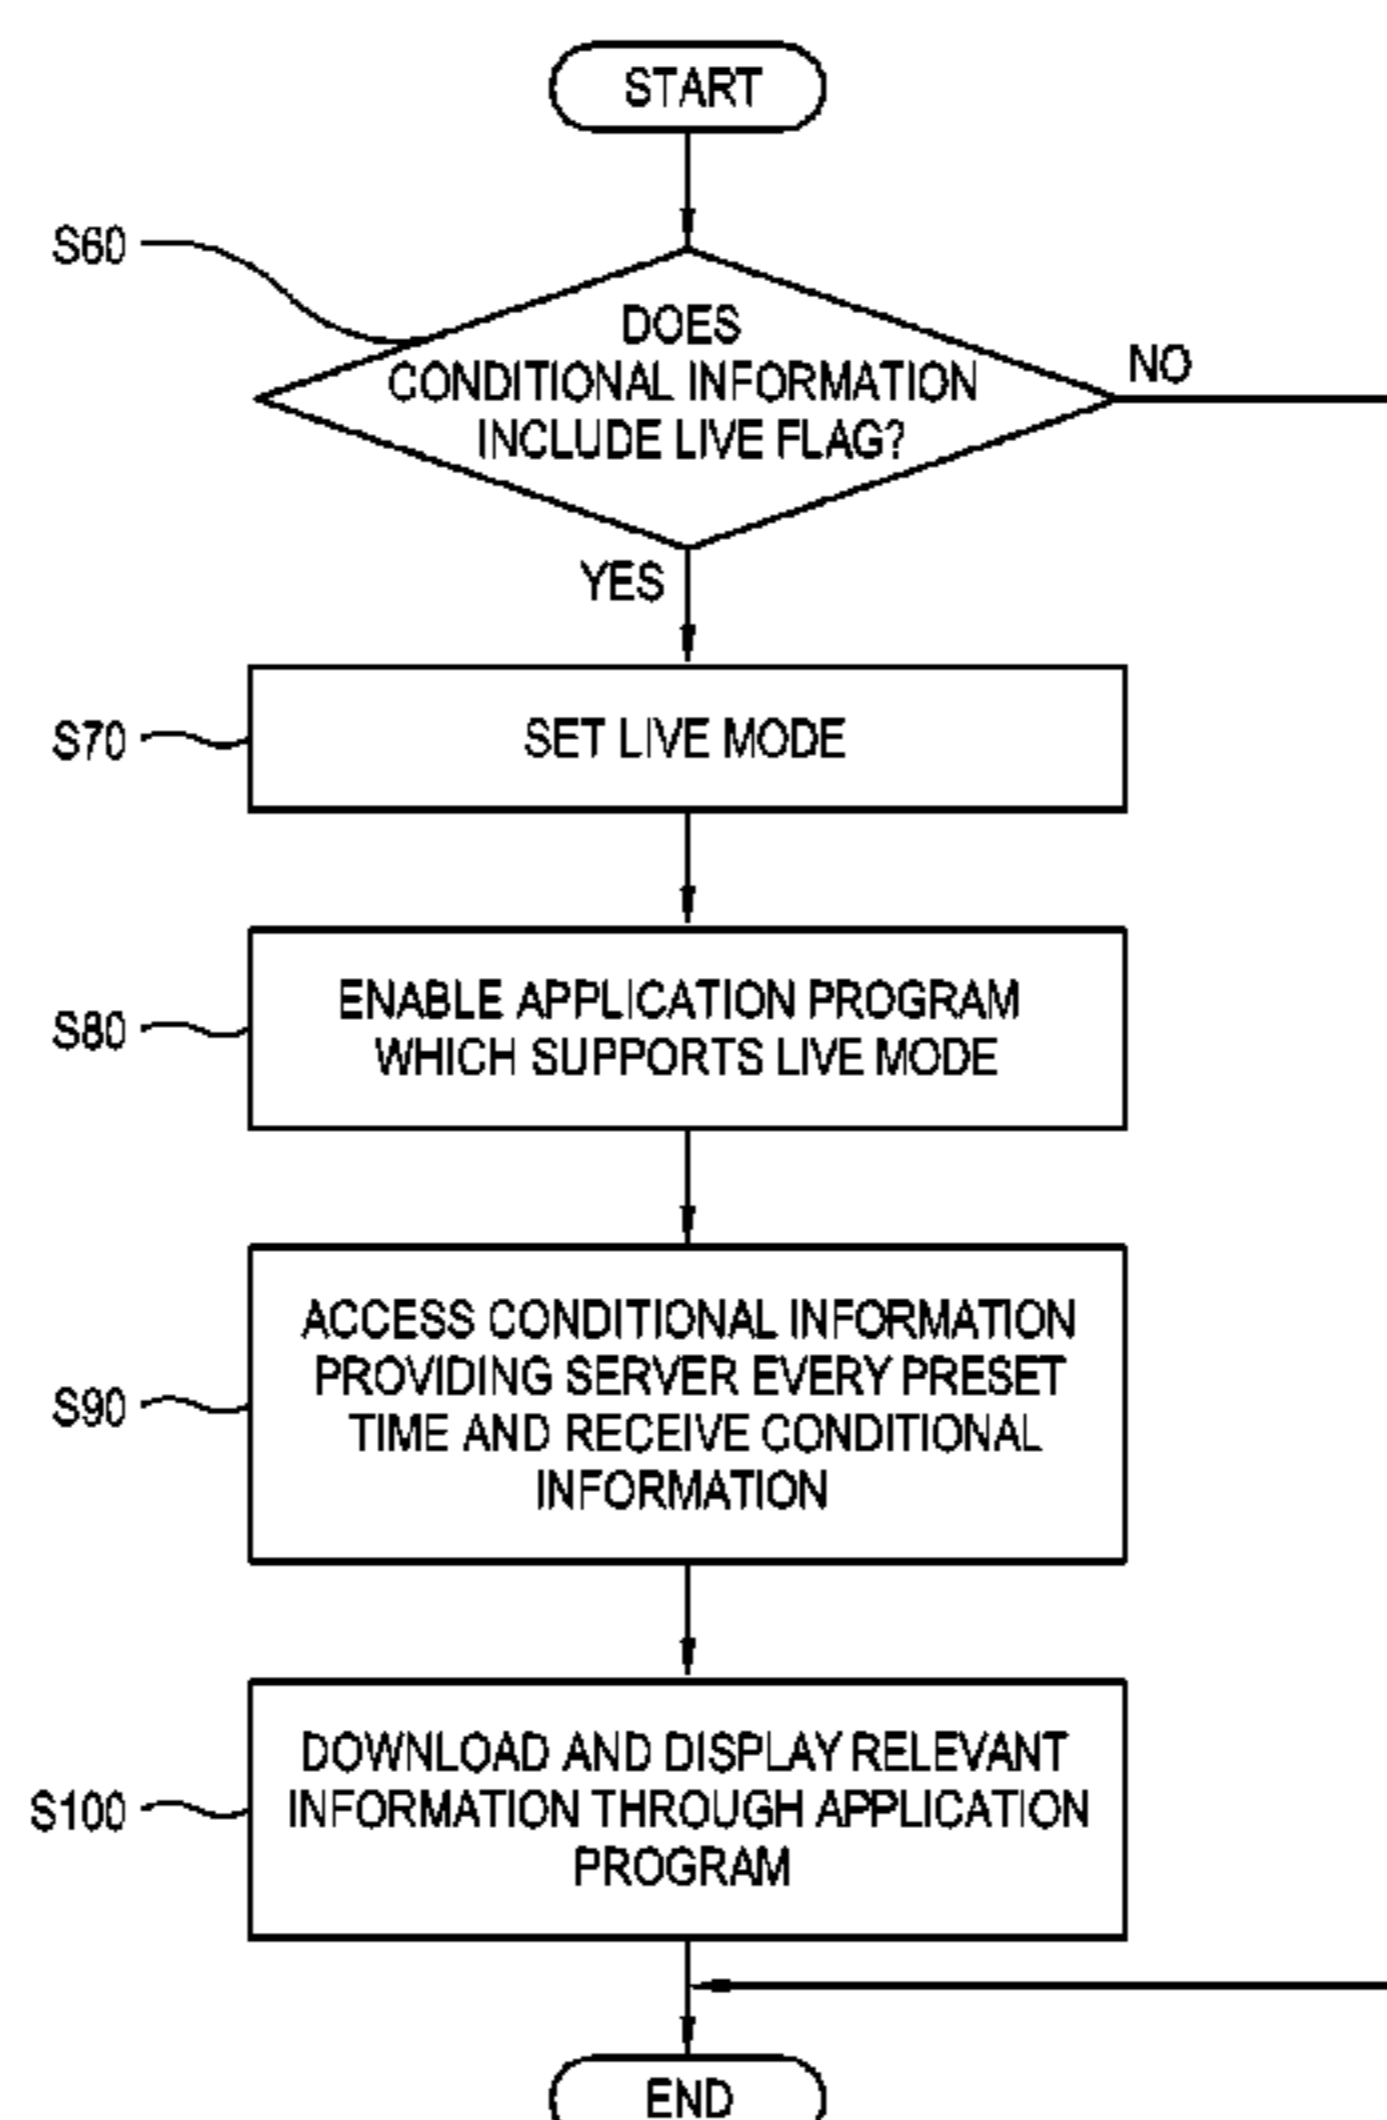 START
S60
DOES
CONDITIONAL INFORMATION
INCLUDE LIVE FLAG?
NO
YES
S70
SET LIVE MODE
S80
ENABLE APPLICATION PROGRAM
WHICH SUPPORTS LIVE MODE
S90
ACCESS CONDITIONAL INFORMATION
PROVIDING SERVER EVERY PRESET
TIME AND RECEIVE CONDITIONAL
INFORMATION
S100
DOWNLOAD AND DISPLAY RELEVANT
INFORMATION THROUGH APPLICATION
PROGRAM
END